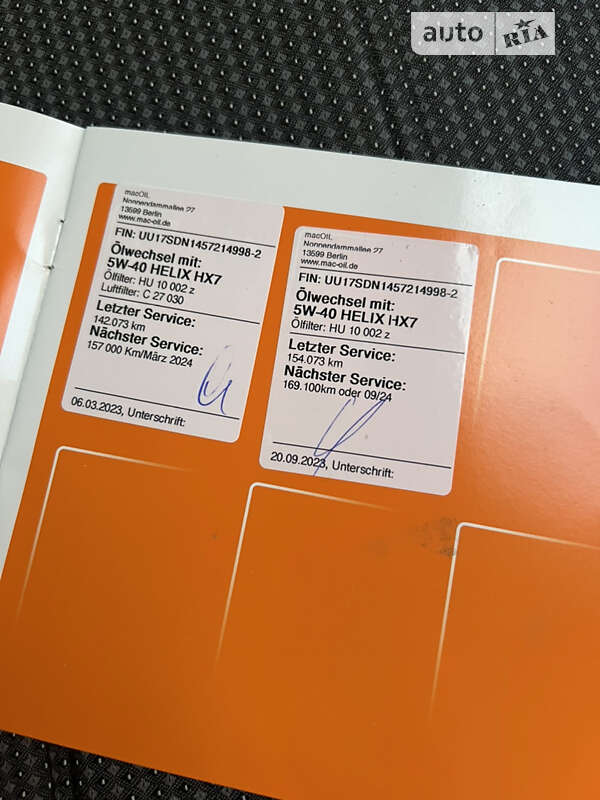 auto RIA
macOIL
Nonnendammallee 27
13599 Berlin
www.mac-oil.de
FIN: UU17SDN1457214998-2
Ölwechsel mit:
5W-40 HELIX HX7
Ölfilter: HU 10 002 z
Luftfilter: C 27 030
Letzter Service:
142.073 km
Nächster Service:
157 000 Km/März 2024
06.03.2023, Unterschrift:
macOIL
Nonnendammallee 27
13599 Berlin
www.mac-oil.de
FIN: UU17SDN1457214998-2
Ölwechsel mit:
5W-40 HELIX HX7
Ölfilter: HU 10 002 z
Letzter Service:
154.073 km
Nächster Service:
169.100km oder 09/24
20.09.2023, Unterschrift: